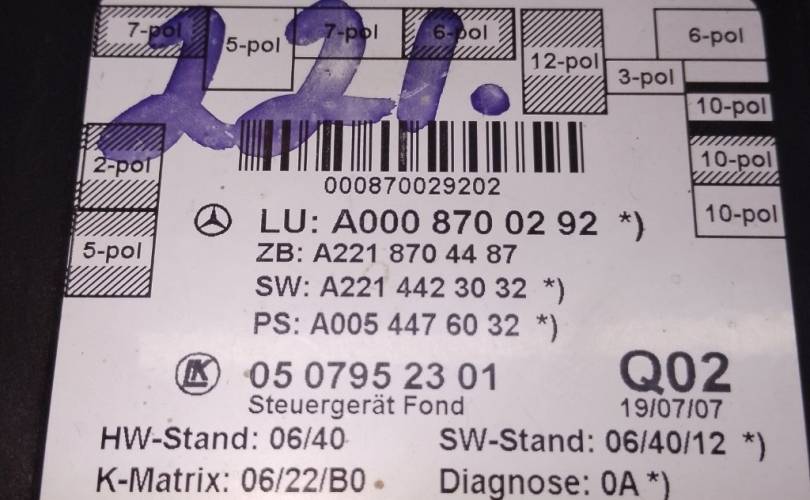 7-pol 5-pol 7-pol 6-pol 12-pol 3-pol 6-pol
221.
10-pol
10-pol
10-pol
2-pol
5-pol
000870029202
LU: A000 870 02 92 *)
ZB: A221 870 44 87
SW: A221 442 30 32 *)
PS: A005 447 60 32 *)
LK 05 0795 23 01 Q02
Steuergerät Fond 19/07/07
HW-Stand: 06/40 SW-Stand: 06/40/12 *)
K-Matrix: 06/22/B0 Diagnose: 0A *)